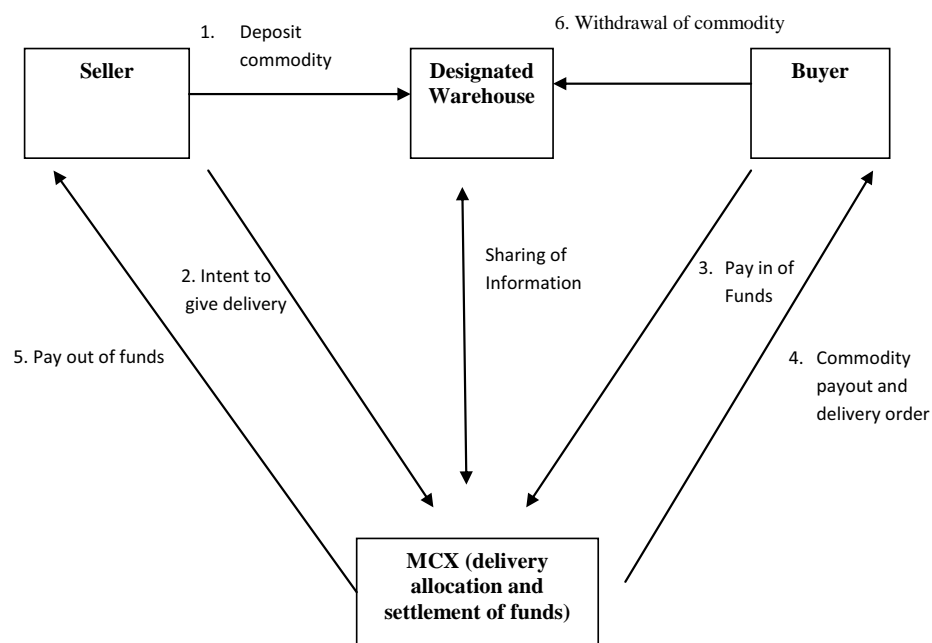 1. Deposit
commodity
6. Withdrawal of commodity
Seller
Designated
Warehouse
Buyer
Sharing of
Information
3. Pay in of
Funds
2. Intent to
give delivery
5. Pay out of funds
4. Commodity
payout and
delivery order
MCX (delivery
allocation and
settlement of funds)